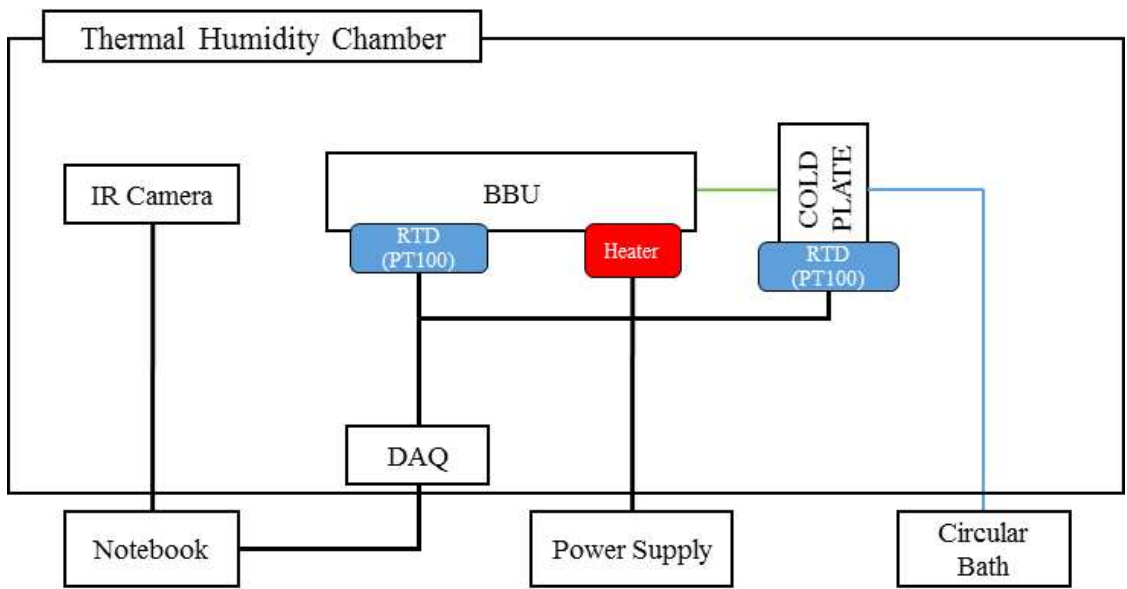 Thermal Humidity Chamber
IR Camera
BBU
COLD
PLATE
RTD
(PT100)
Heater
RTD
(PT100)
DAQ
Notebook
Power Supply
Circular
Bath